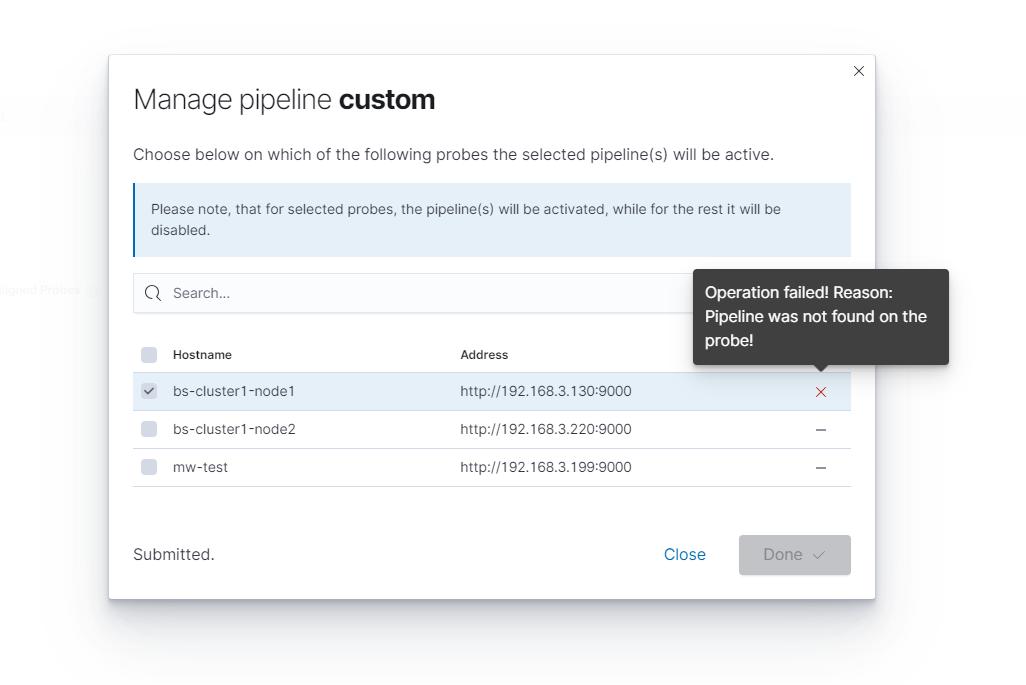 Manage pipeline custom
Choose below on which of the following probes the selected pipeline(s) will be active.
Please note, that for selected probes, the pipeline(s) will be activated, while for the rest it will be
disabled.
Search...
Operation failed! Reason:
Pipeline was not found on the
probe!
Hostname Address
bs-cluster1-node1 http://192.168.3.130:9000
bs-cluster1-node2 http://192.168.3.220:9000
mw-test http://192.168.3.199:9000
Submitted. Close Done